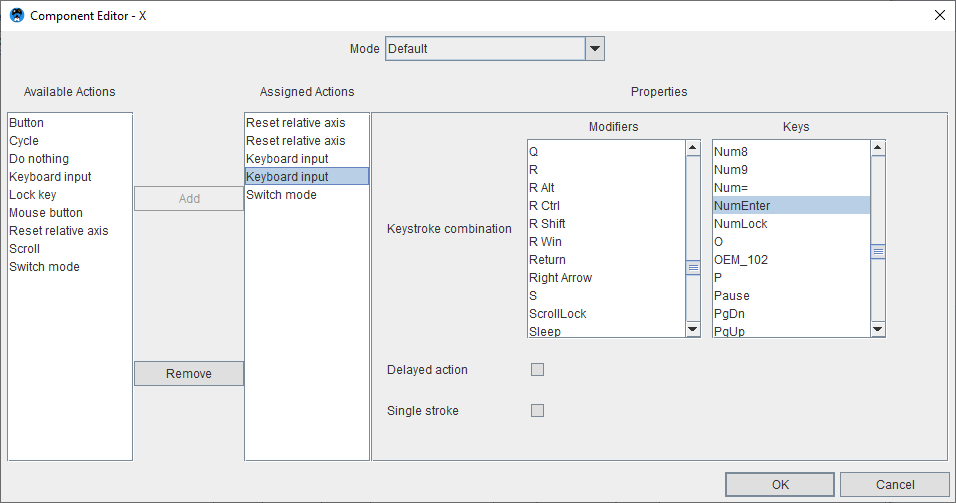 Component Editor - X
Mode Default
Available Actions
Assigned Actions
Properties
Button
Cycle
Do nothing
Keyboard input
Lock key
Mouse button
Reset relative axis
Scroll
Switch mode
Add
Remove
Reset relative axis
Reset relative axis
Keyboard input
Keyboard input
Switch mode
Keystroke combination
Modifiers
Q
R
R Alt
R Ctrl
R Shift
R Win
Return
Right Arrow
S
ScrollLock
Sleep
Keys
Num8
Num9
Num=
NumEnter
NumLock
O
OEM_102
P
Pause
PgDn
PgUp
Delayed action
Single stroke
OK
Cancel